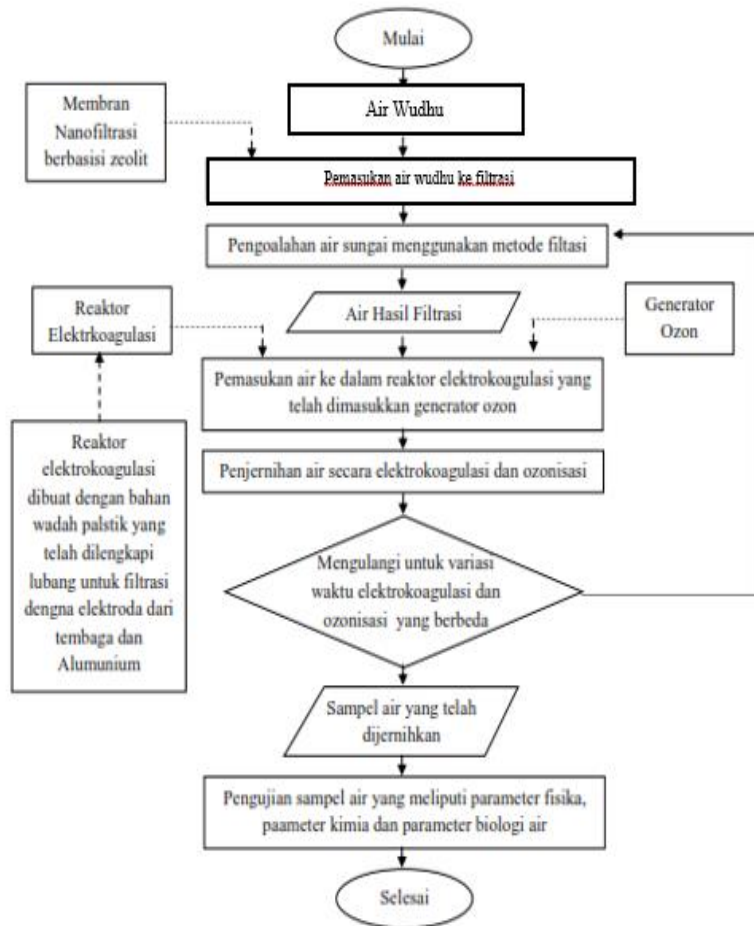 Mulai
Membran
Nanofiltrasi
berbasisi zeolit
Air Wudhu
Pemasukan air wudhu ke filtrasi
Pengoalahan air sungai menggunakan metode filtasi
Reaktor
Elektrkoagulasi
Air Hasil Filtrasi
Generator
Ozon
Pemasukan air ke dalam reaktor elektrokoagulasi yang
telah dimasukkan generator ozon
Reaktor
elektrokoagulasi
dibuat dengan bahan
wadah palstik yang
telah dilengkapi
lubang untuk filtrasi
dengna elektroda dari
tembaga dan
Alumunium
Penjernihan air secara elektrokoagulasi dan ozonisasi
Mengulangi untuk variasi
waktu elektrokoagulasi dan
ozonisasi yang berbeda
Sampel air yang telah
dijernihkan
Pengujian sampel air yang meliputi parameter fisika,
paameter kimia dan parameter biologi air
Selesai